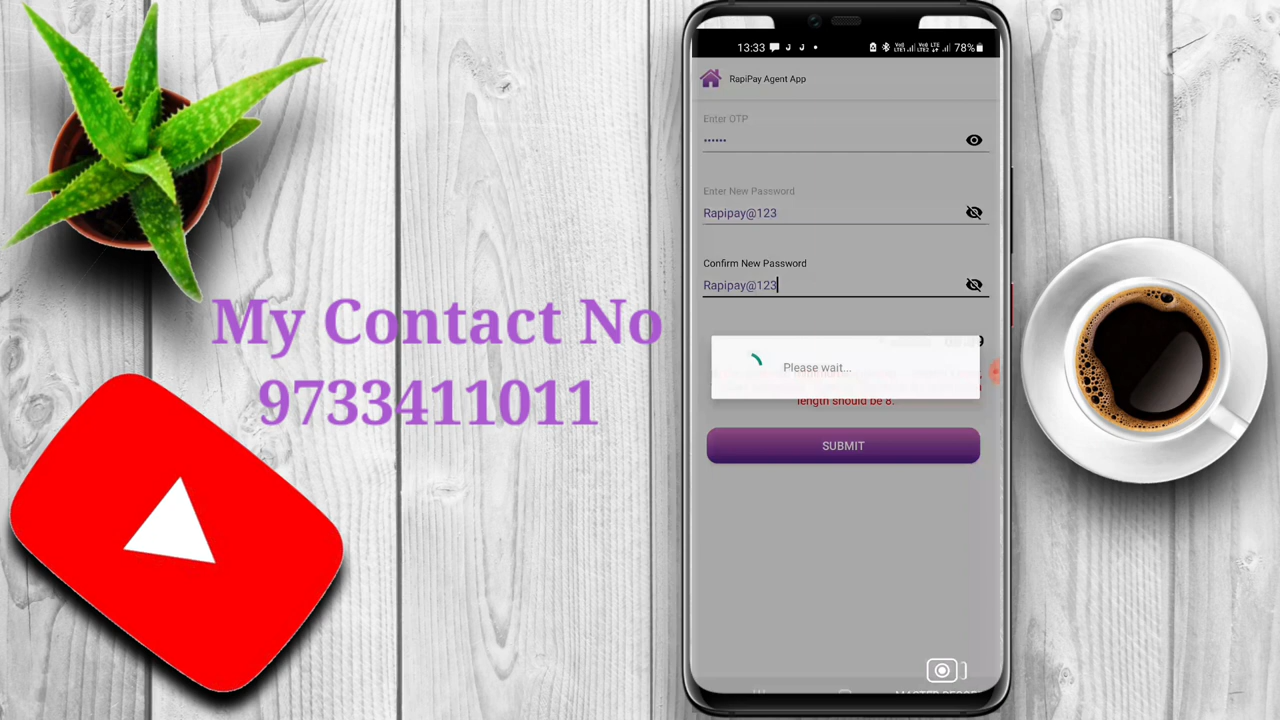 My Contact No
9733411011
13:33
78%
RapiPay Agent App
Enter OTP
••••••
Enter New Password
Rapipay@123
Confirm New Password
Rapipay@123
Please wait...
length should be 8.
SUBMIT